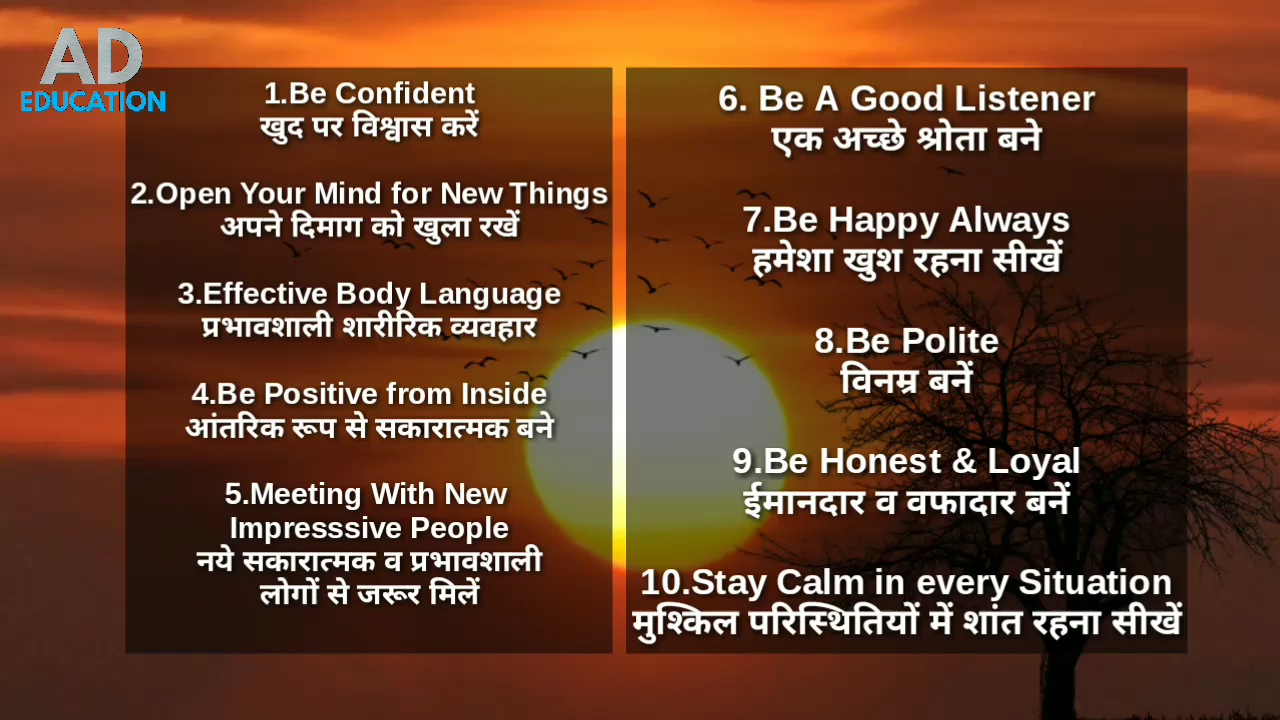 AD
EDUCATION
1.Be Confident
खुद पर विश्वास करें
2.Open Your Mind for New Things
अपने दिमाग को खुला रखें
3.Effective Body Language
प्रभावशाली शारीरिक व्यवहार
4.Be Positive from Inside
आंतरिक रूप से सकारात्मक बने
5.Meeting With New
Impresssive People
नये सकारात्मक व प्रभावशाली
लोगों से जरूर मिलें
6. Be A Good Listener
एक अच्छे श्रोता बने
7.Be Happy Always
हमेशा खुश रहना सीखें
8.Be Polite
विनम्र बनें
9.Be Honest & Loyal
ईमानदार व वफादार बनें
10.Stay Calm in every Situation
मुश्किल परिस्थितियों में शांत रहना सीखें